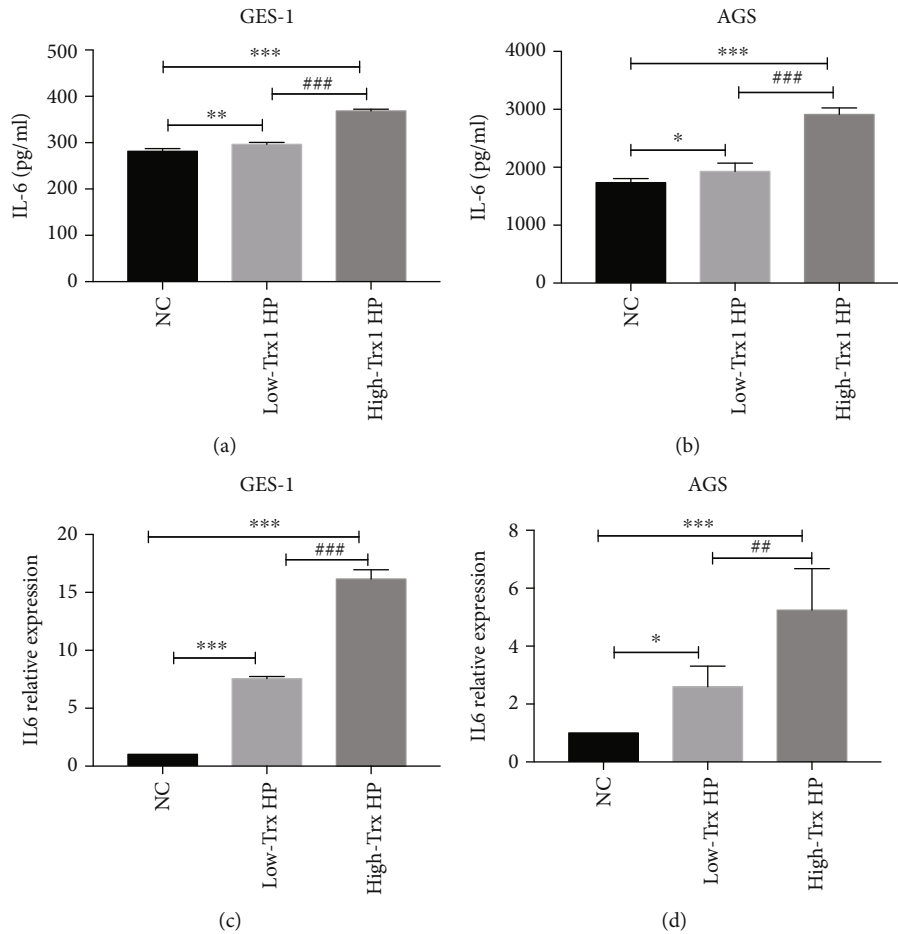 GES-1
IL-6 (pg/ml)
500
400
300
200
100
0
***
###
**
NC
Low-Trx1 HP
High-Trx1 HP
(a)
AGS
IL-6 (pg/ml)
4000
3000
2000
1000
0
***
###
*
NC
Low-Trx1 HP
High-Trx1 HP
(b)
GES-1
IL6 relative expression
20
15
10
5
0
***
###
***
NC
Low-Trx HP
High-Trx HP
(c)
AGS
IL6 relative expression
8
6
4
2
0
***
##
*
NC
Low-Trx HP
High-Trx HP
(d)